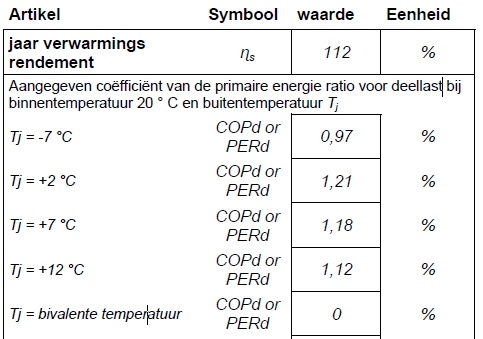 Artikel Symbool waarde Eenheid
jaar verwarmings
rendement ηs 112 %
Aangegeven coëfficiënt van de primaire energie ratio voor deellast bij
binnentemperatuur 20 ° C en buitentemperatuur Tj
Tj = -7 °C COPd or PERd 0,97 %
Tj = +2 °C COPd or PERd 1,21 %
Tj = +7 °C COPd or PERd 1,18 %
Tj = +12 °C COPd or PERd 1,12 %
Tj = bivalente temperatuur COPd or PERd 0 %